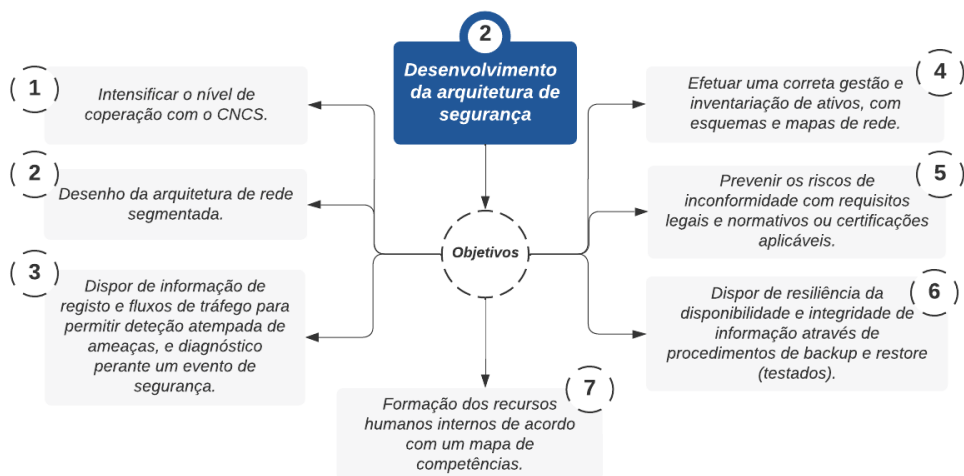 2
Desenvolvimento
da arquitetura de
segurança
Objetivos
1
Intensificar o nível de
coperação com o CNCS.
2
Desenho da arquitetura de rede
segmentada.
3
Dispor de informação de
registo e fluxos de tráfego para
permitir deteção atempada de
ameaças, e diagnóstico
perante um evento de
segurança.
4
Efetuar uma correta gestão e
inventariação de ativos, com
esquemas e mapas de rede.
5
Prevenir os riscos de
inconformidade com requisitos
legais e normativos ou certificações
aplicáveis.
6
Dispor de resiliência da
disponibilidade e integridade de
informação através de
procedimentos de backup e restore
(testados).
7
Formação dos recursos
humanos internos de acordo
com um mapa de
competências.